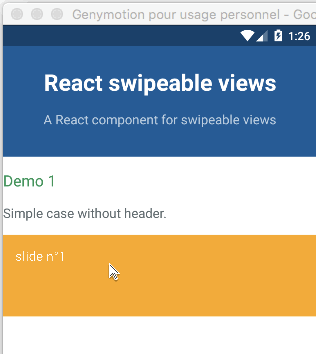 Genymotion pour usage personnel - Goo
1:26
React swipeable views
A React component for swipeable views
Demo 1
Simple case without header.
slide n°1